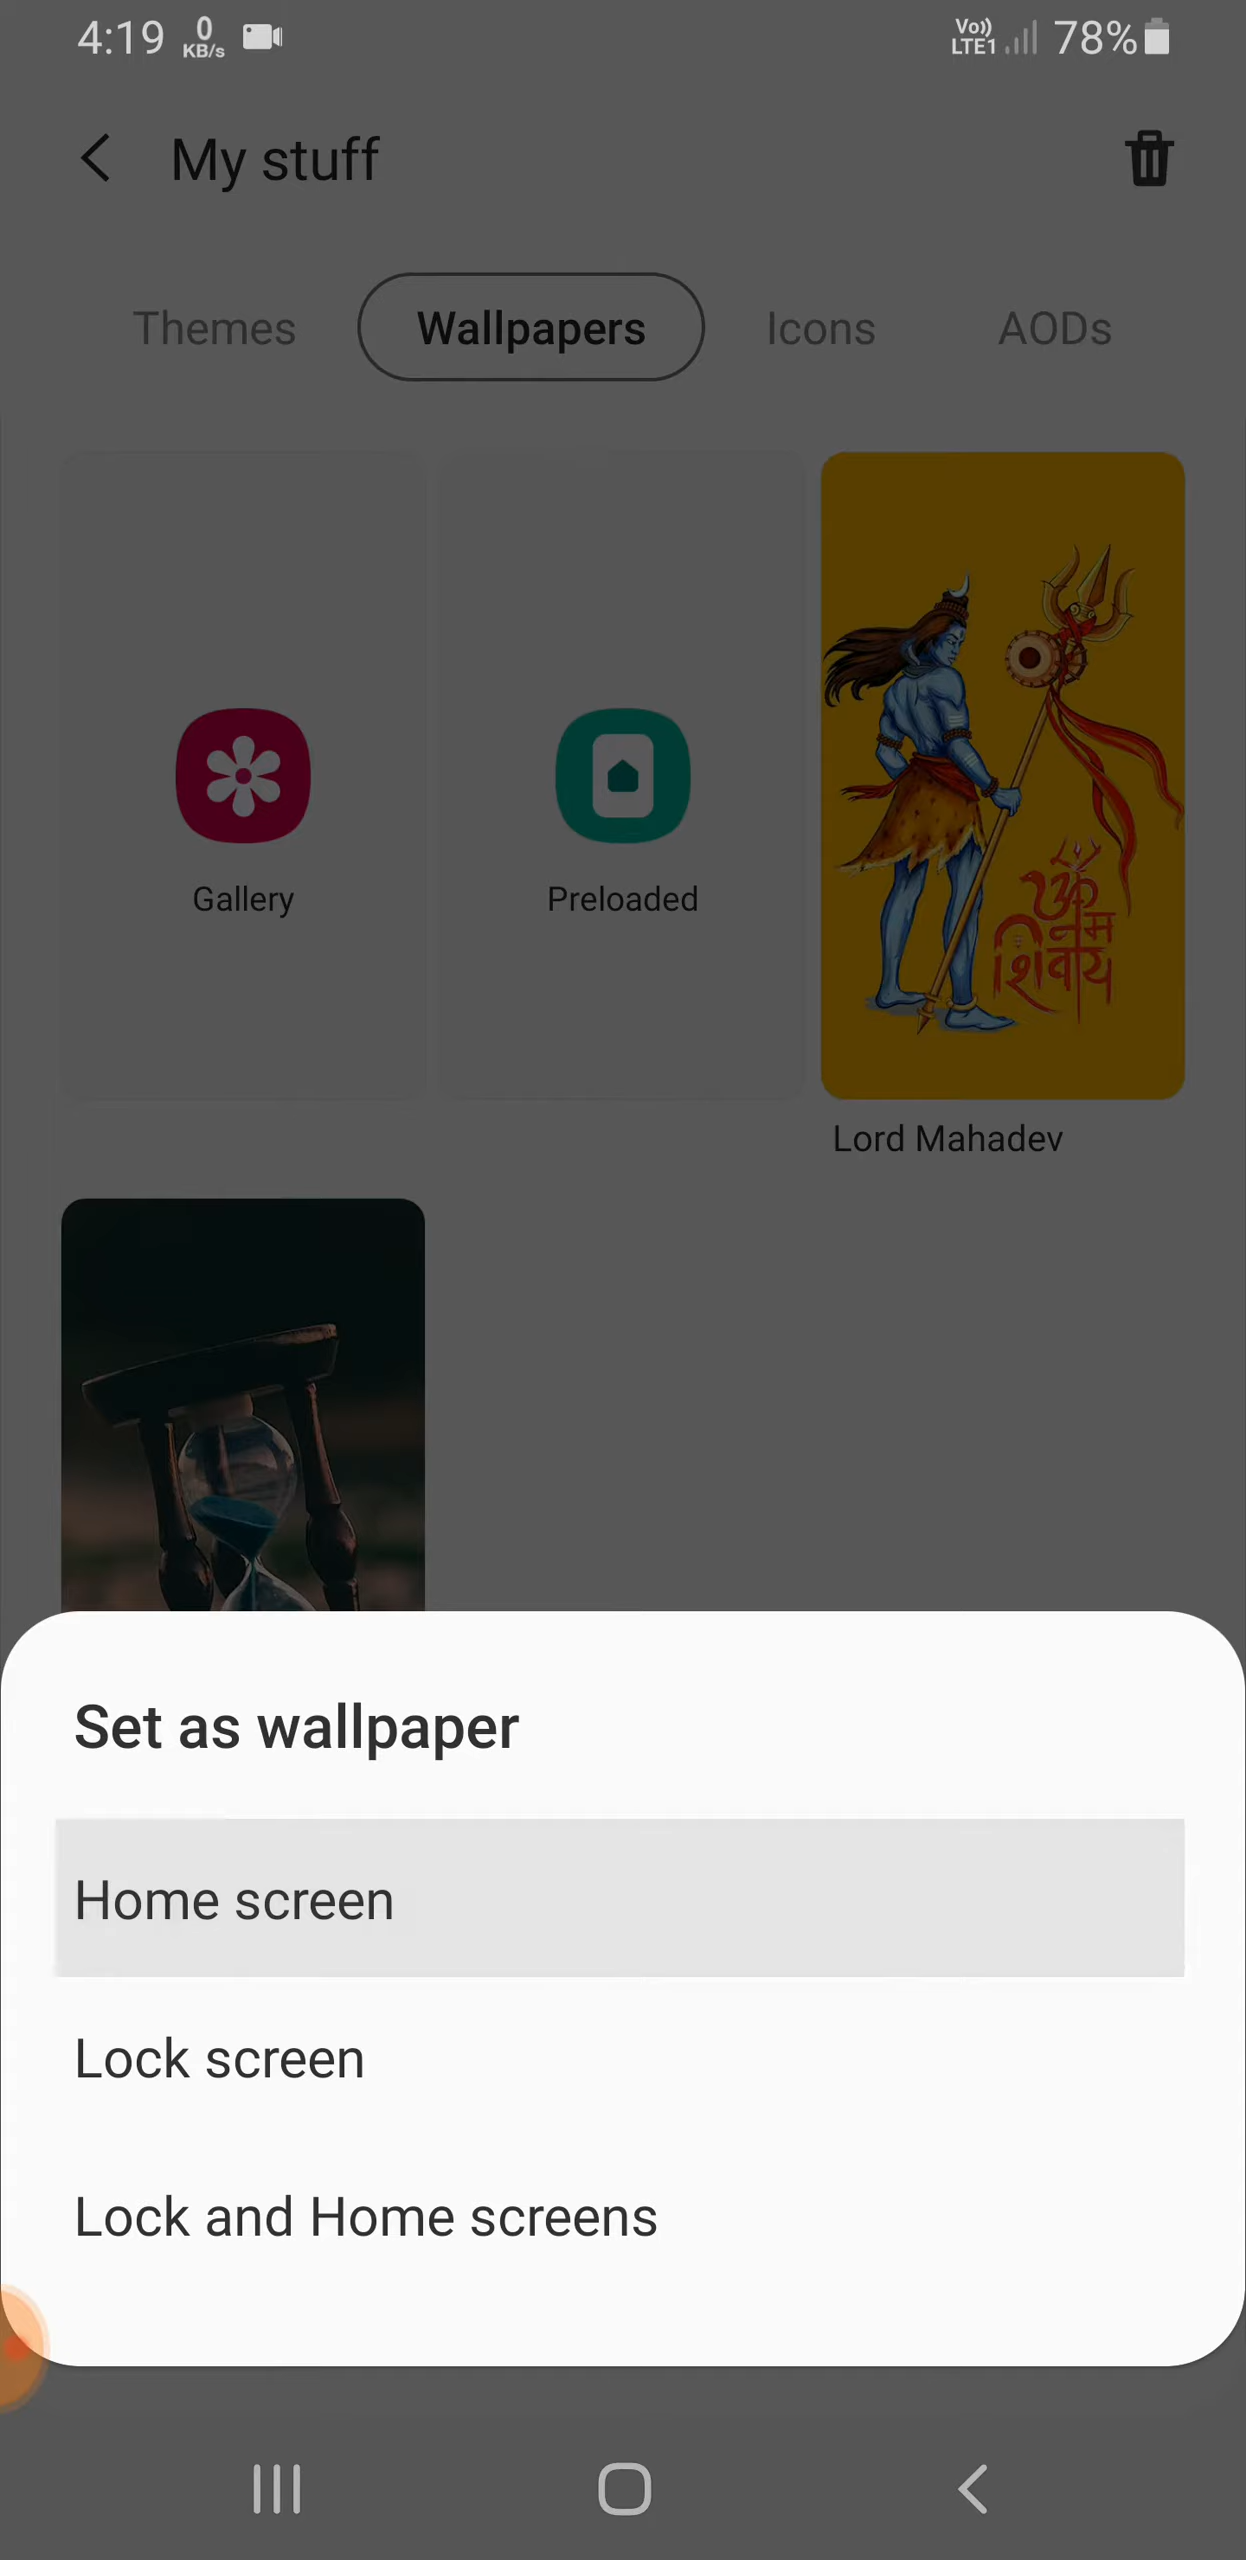 4:19 0 KB/s Vo)) LTE1 78%
My stuff
Themes Wallpapers Icons AODs
Gallery
Preloaded
ॐ
नम
शिवाय
Lord Mahadev
Set as wallpaper
Home screen
Lock screen
Lock and Home screens